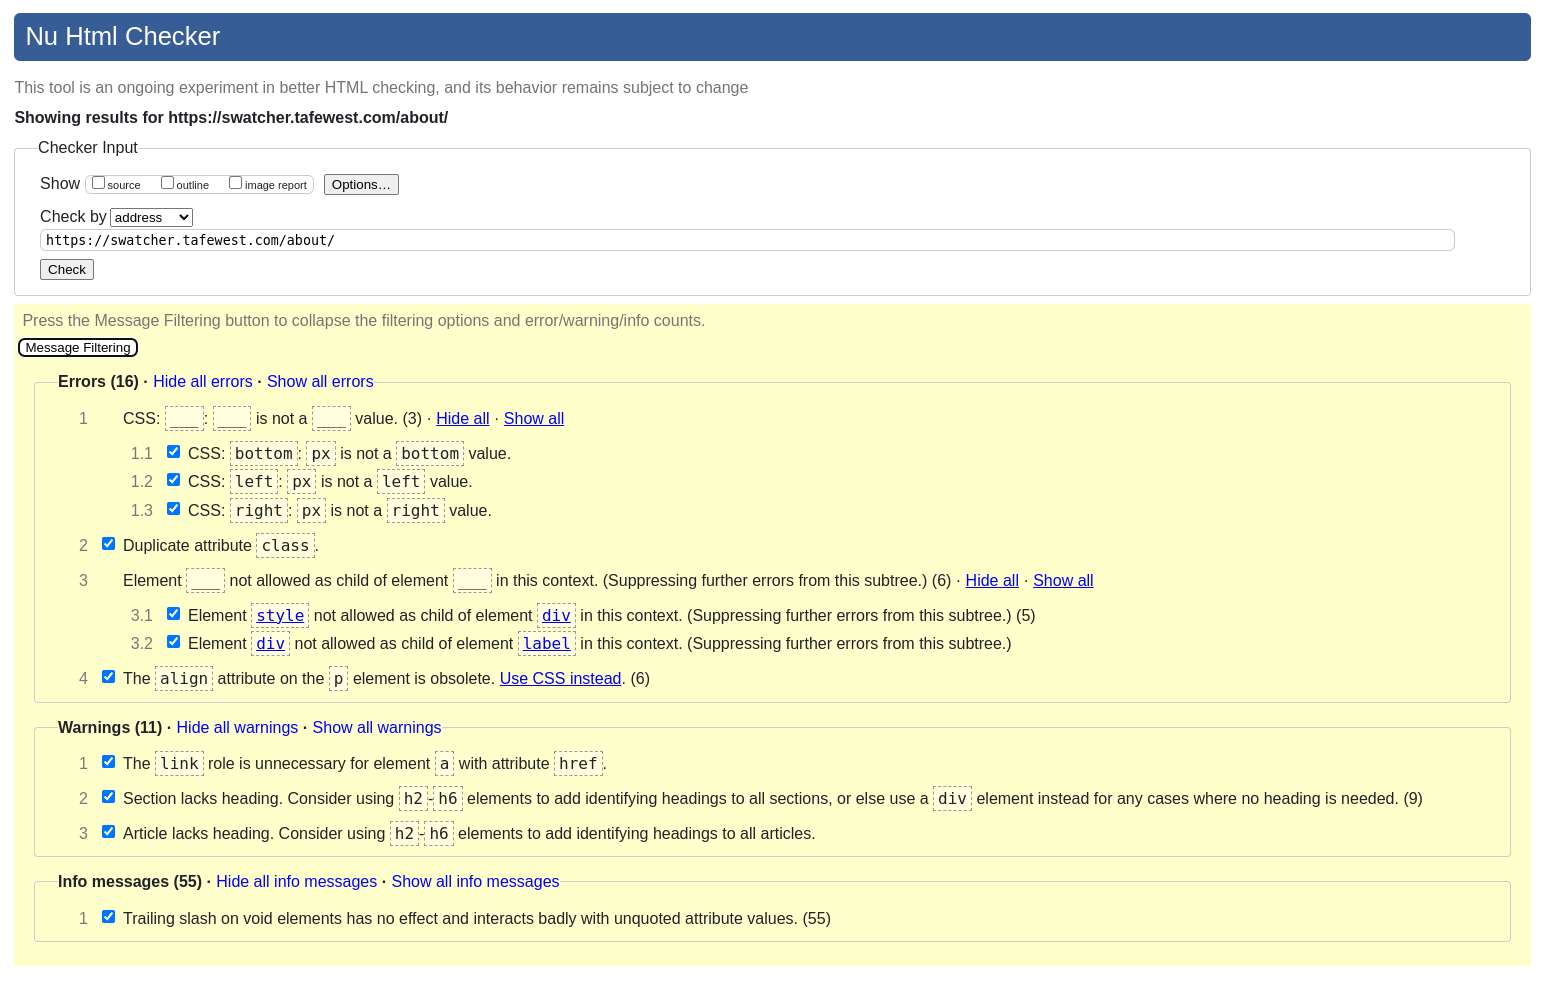 Nu Html Checker
This tool is an ongoing experiment in better HTML checking, and its behavior remains subject to change
Showing results for https://swatcher.tafewest.com/about/
Checker Input
Show source outline image report Options…
Check by address
https://swatcher.tafewest.com/about/
Check
Press the Message Filtering button to collapse the filtering options and error/warning/info counts.
Message Filtering
Errors (16) · Hide all errors · Show all errors
1 CSS: ___: ___ is not a ___ value. (3) · Hide all · Show all
1.1 CSS: bottom: px is not a bottom value.
1.2 CSS: left: px is not a left value.
1.3 CSS: right: px is not a right value.
2 Duplicate attribute class.
3 Element ___ not allowed as child of element ___ in this context. (Suppressing further errors from this subtree.) (6) · Hide all · Show all
3.1 Element style not allowed as child of element div in this context. (Suppressing further errors from this subtree.) (5)
3.2 Element div not allowed as child of element label in this context. (Suppressing further errors from this subtree.)
4 The align attribute on the p element is obsolete. Use CSS instead. (6)
Warnings (11) · Hide all warnings · Show all warnings
1 The link role is unnecessary for element a with attribute href.
2 Section lacks heading. Consider using h2-h6 elements to add identifying headings to all sections, or else use a div element instead for any cases where no heading is needed. (9)
3 Article lacks heading. Consider using h2-h6 elements to add identifying headings to all articles.
Info messages (55) · Hide all info messages · Show all info messages
1 Trailing slash on void elements has no effect and interacts badly with unquoted attribute values. (55)